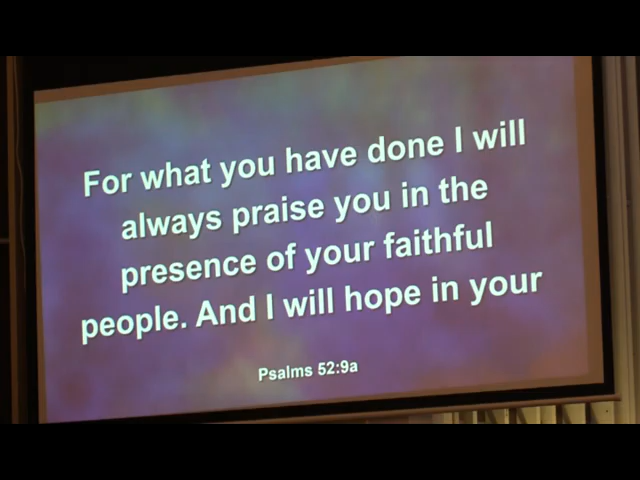 For what you have done I will
always praise you in the
presence of your faithful
people. And I will hope in your
Psalms 52:9a